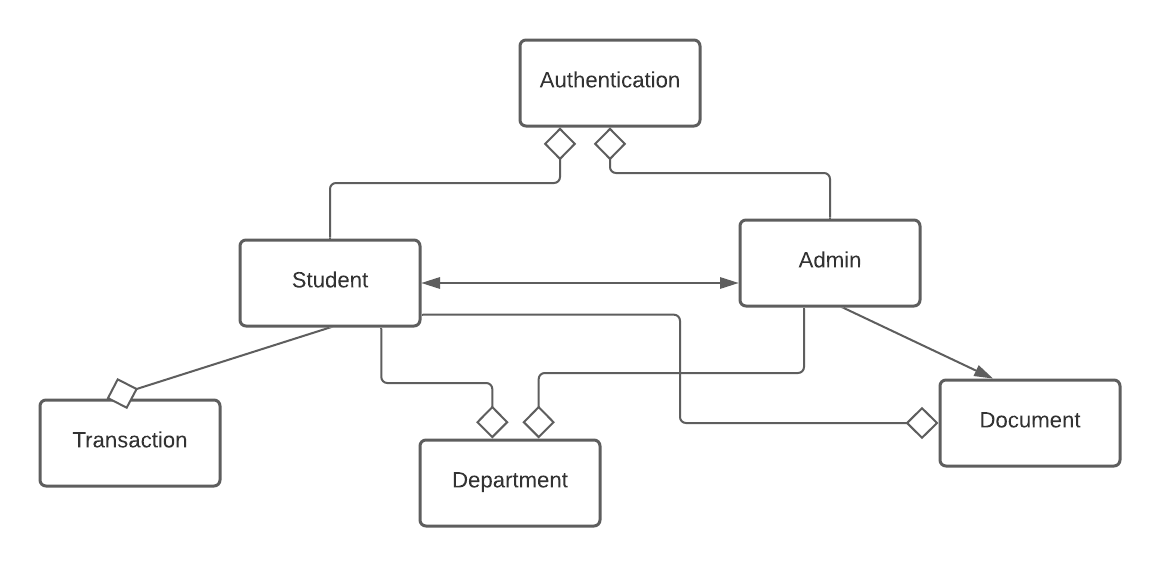 Authentication
Admin
Student
Document
Transaction
Department